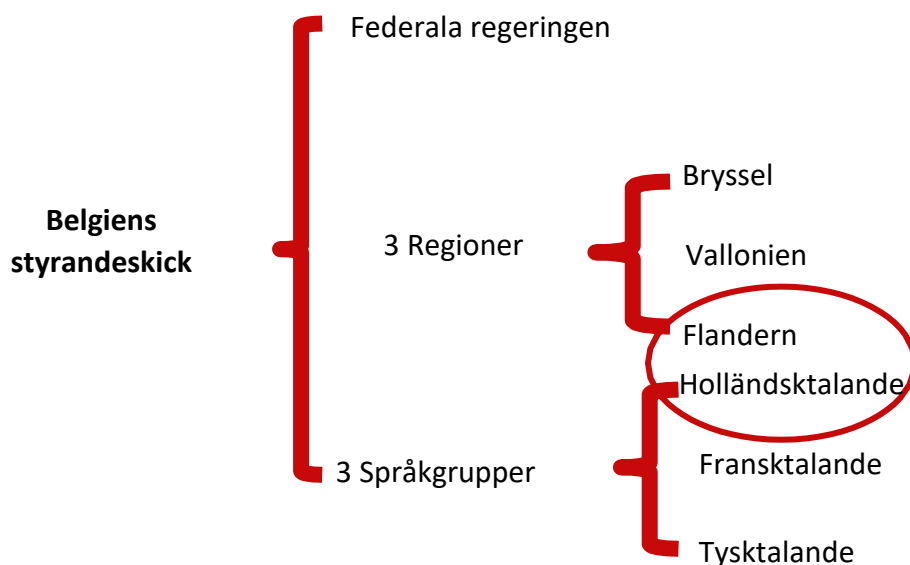 Federala regeringen
Belgiens
styrandeskick
3 Regioner
Bryssel
Vallonien
Flandern
3 Språkgrupper
Holländsktalande
Fransktalande
Tysktalande